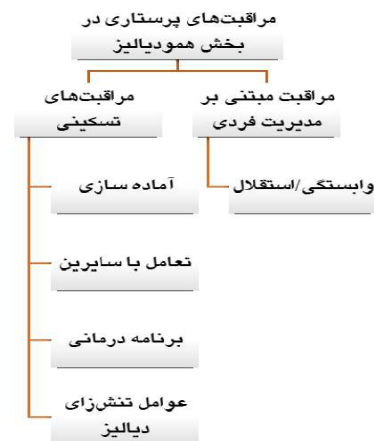 مراقبت‌های پرستاری در
بخش همودیالیز
مراقبت مبتنی بر
مدیریت فردی
وابستگی/استقلال
مراقبت‌های
تسکینی
آماده سازی
تعامل با سایرین
برنامه درمانی
عوامل تنش‌زای
دیالیز